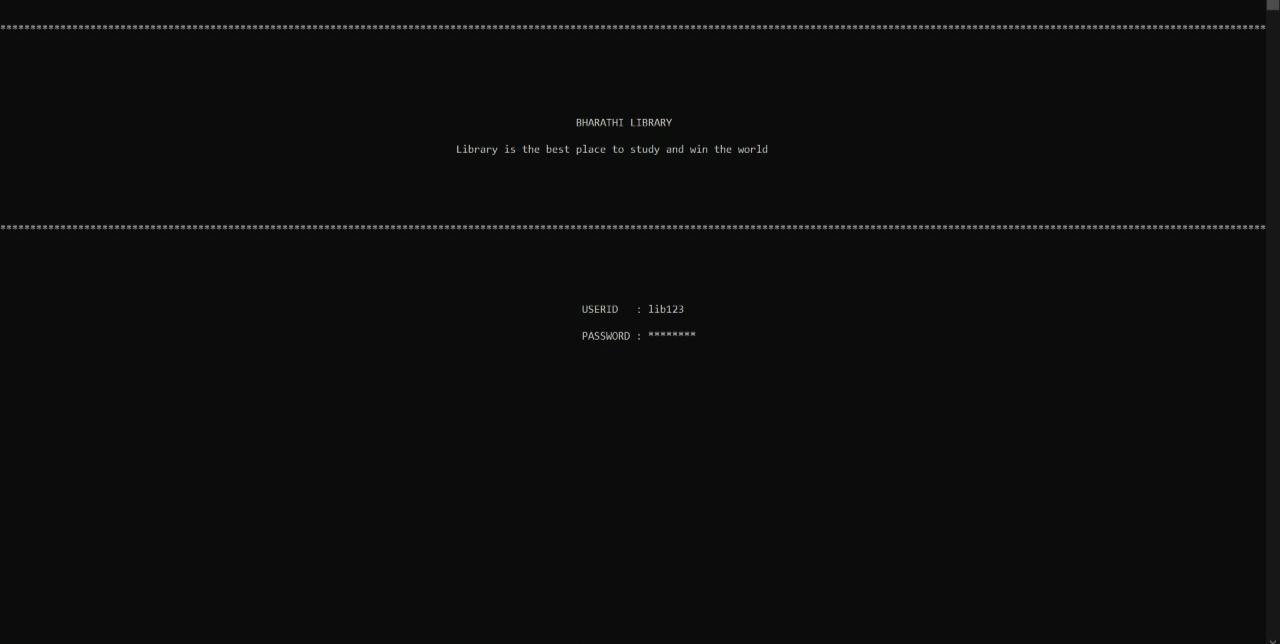 ********************************************************************************************************************************************************************************************************************
BHARATHI LIBRARY
Library is the best place to study and win the world
********************************************************************************************************************************************************************************************************************
USERID   : lib123
PASSWORD : ********